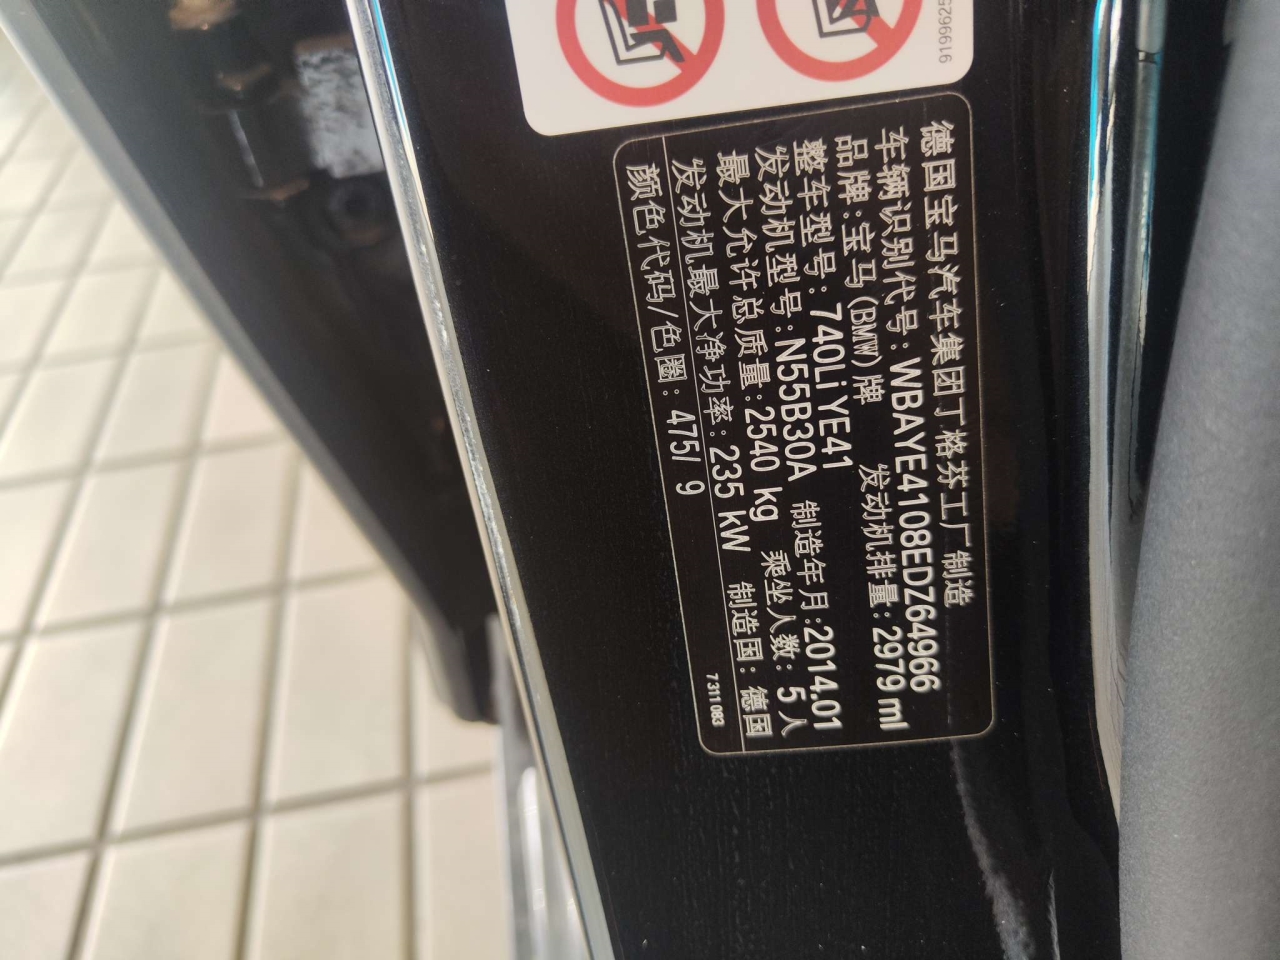 9199625
德国宝马汽车集团丁格芬工厂制造
车辆识别代号:WBAYE4108EDZ64966
品牌:宝马(BMW)牌 发动机排量:2979 ml
整车型号:740Li YE41
发动机型号:N55B30A 制造年月:2014.01
最大允许总质量:2540 kg 乘坐人数:5人
发动机最大净功率:235 kW 制造国:德国
颜色代码/色圈:475/ 9
7311083